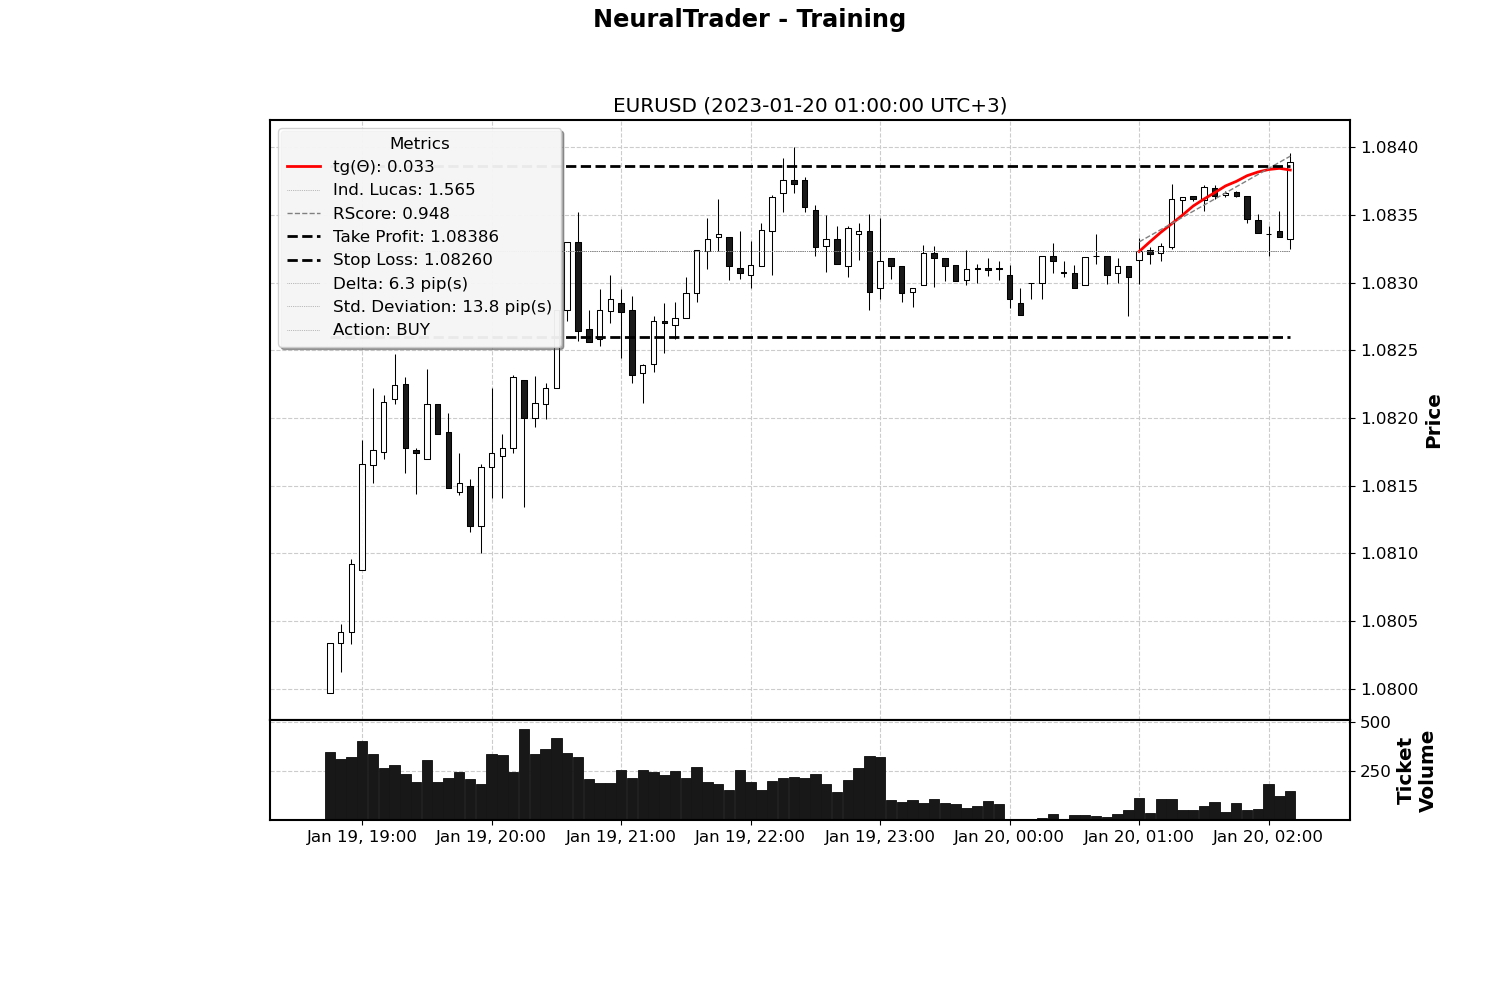 NeuralTrader - Training
EURUSD (2023-01-20 01:00:00 UTC+3)
Metrics
tg(Θ): 0.033
Ind. Lucas: 1.565
RScore: 0.948
Take Profit: 1.08386
Stop Loss: 1.08260
Delta: 6.3 pip(s)
Std. Deviation: 13.8 pip(s)
Action: BUY
1.0840
1.0835
1.0830
1.0825
1.0820
1.0815
1.0810
1.0805
1.0800
Price
500
250
Ticket
Volume
Jan 19, 19:00
Jan 19, 20:00
Jan 19, 21:00
Jan 19, 22:00
Jan 19, 23:00
Jan 20, 00:00
Jan 20, 01:00
Jan 20, 02:00